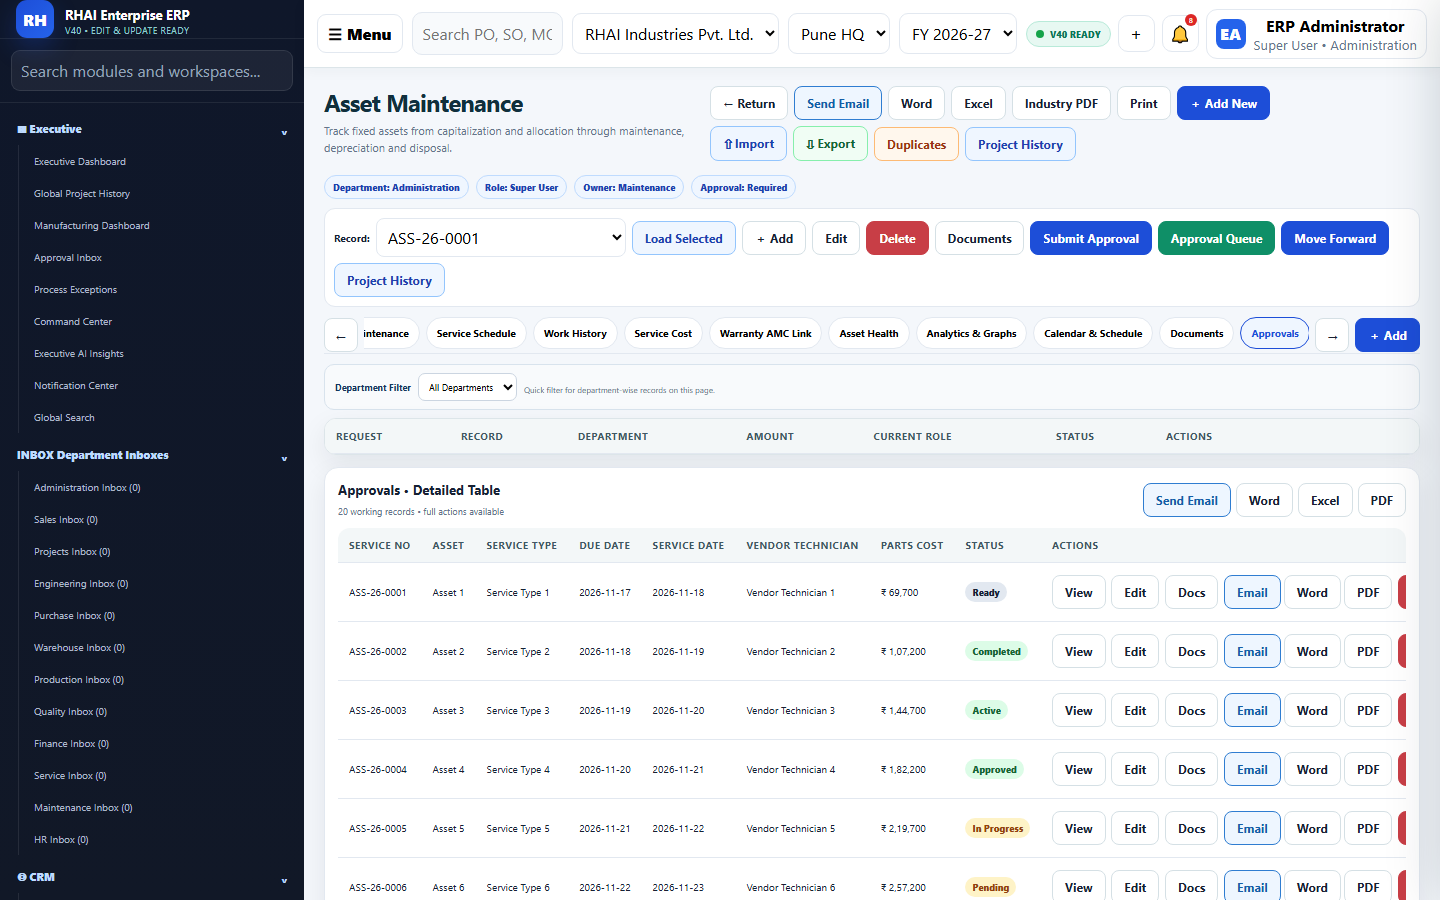 RH
RHAI Enterprise ERP
V40 • EDIT & UPDATE READY
Search modules and workspaces...
Executive
Executive Dashboard
Global Project History
Manufacturing Dashboard
Approval Inbox
Process Exceptions
Command Center
Executive AI Insights
Notification Center
Global Search
INBOX Department Inboxes
Administration Inbox (0)
Sales Inbox (0)
Projects Inbox (0)
Engineering Inbox (0)
Purchase Inbox (0)
Warehouse Inbox (0)
Production Inbox (0)
Quality Inbox (0)
Finance Inbox (0)
Service Inbox (0)
Maintenance Inbox (0)
HR Inbox (0)
CRM
☰ Menu
Search PO, SO, MO
RHAI Industries Pvt. Ltd.
Pune HQ
FY 2026-27
V40 READY
+
8
EA
ERP Administrator
Super User • Administration
Asset Maintenance
Track fixed assets from capitalization and allocation through maintenance,
depreciation and disposal.
← Return
Send Email
Word
Excel
Industry PDF
Print
+ Add New
⇧ Import
⇩ Export
Duplicates
Project History
Department: Administration
Role: Super User
Owner: Maintenance
Approval: Required
Record:
ASS-26-0001
Load Selected
+ Add
Edit
Delete
Documents
Submit Approval
Approval Queue
Move Forward
Project History
←
intenance
Service Schedule
Work History
Service Cost
Warranty AMC Link
Asset Health
Analytics & Graphs
Calendar & Schedule
Documents
Approvals
→
+ Add
Department Filter
All Departments
Quick filter for department-wise records on this page.
REQUEST RECORD DEPARTMENT AMOUNT CURRENT ROLE STATUS ACTIONS
Approvals • Detailed Table
20 working records • full actions available
Send Email
Word
Excel
PDF
SERVICE NO ASSET SERVICE TYPE DUE DATE SERVICE DATE VENDOR TECHNICIAN PARTS COST STATUS ACTIONS
ASS-26-0001 Asset 1 Service Type 1 2026-11-17 2026-11-18 Vendor Technician 1 ₹ 69,700 Ready View Edit Docs Email Word PDF
ASS-26-0002 Asset 2 Service Type 2 2026-11-18 2026-11-19 Vendor Technician 2 ₹ 1,07,200 Completed View Edit Docs Email Word PDF
ASS-26-0003 Asset 3 Service Type 3 2026-11-19 2026-11-20 Vendor Technician 3 ₹ 1,44,700 Active View Edit Docs Email Word PDF
ASS-26-0004 Asset 4 Service Type 4 2026-11-20 2026-11-21 Vendor Technician 4 ₹ 1,82,200 Approved View Edit Docs Email Word PDF
ASS-26-0005 Asset 5 Service Type 5 2026-11-21 2026-11-22 Vendor Technician 5 ₹ 2,19,700 In Progress View Edit Docs Email Word PDF
ASS-26-0006 Asset 6 Service Type 6 2026-11-22 2026-11-23 Vendor Technician 6 ₹ 2,57,200 Pending View Edit Docs Email Word PDF